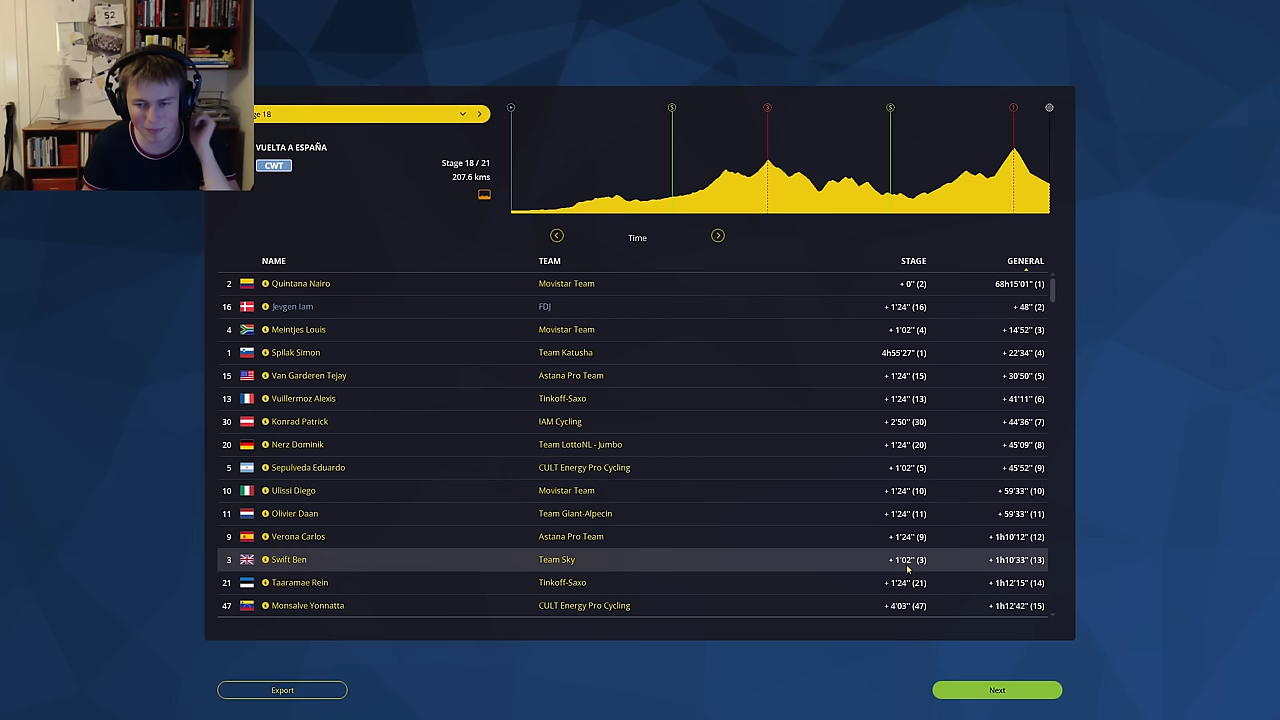 52
ge 18
S 3 S 1
VUELTA A ESPAÑA
CWT
Stage 18 / 21
207.6 kms
Time
NAME TEAM STAGE GENERAL
2 Quintana Nairo Movistar Team + 0'' (2) 68h15'01'' (1)
16 Jevgen Iam FDJ + 1'24'' (16) + 48'' (2)
4 Meintjes Louis Movistar Team + 1'02'' (4) + 14'52'' (3)
1 Spilak Simon Team Katusha 4h55'27'' (1) + 22'34'' (4)
15 Van Garderen Tejay Astana Pro Team + 1'24'' (15) + 30'50'' (5)
13 Vuillermoz Alexis Tinkoff-Saxo + 1'24'' (13) + 41'11'' (6)
30 Konrad Patrick IAM Cycling + 2'50'' (30) + 44'36'' (7)
20 Nerz Dominik Team LottoNL - Jumbo + 1'24'' (20) + 45'09'' (8)
5 Sepulveda Eduardo CULT Energy Pro Cycling + 1'02'' (5) + 45'52'' (9)
10 Ulissi Diego Movistar Team + 1'24'' (10) + 59'33'' (10)
11 Olivier Daan Team Giant-Alpecin + 1'24'' (11) + 59'33'' (11)
9 Verona Carlos Astana Pro Team + 1'24'' (9) + 1h10'12'' (12)
3 Swift Ben Team Sky + 1'02'' (3) + 1h10'33'' (13)
21 Taaramae Rein Tinkoff-Saxo + 1'24'' (21) + 1h12'15'' (14)
47 Monsalve Yonnatta CULT Energy Pro Cycling + 4'03'' (47) + 1h12'42'' (15)
Export Next